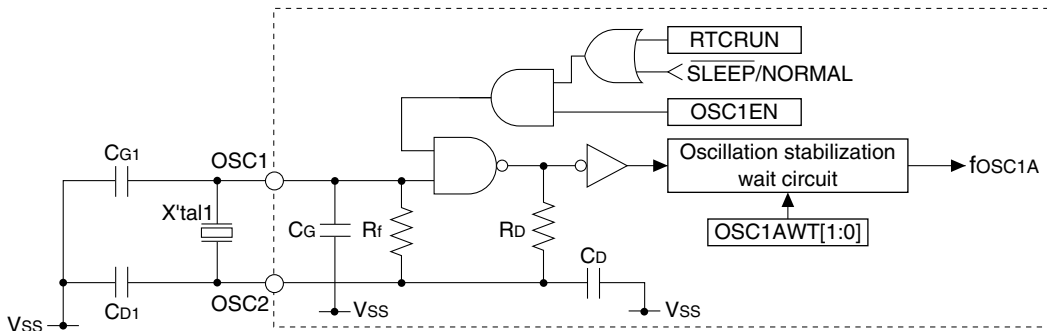 RTCRUN
SLEEP/NORMAL
OSC1EN
CG1
OSC1
Oscillation stabilization
wait circuit
fOSC1A
X'tal1
CG
Rf
RD
OSC1AWT[1:0]
CD
CD1
OSC2
VSS
VSS
VSS